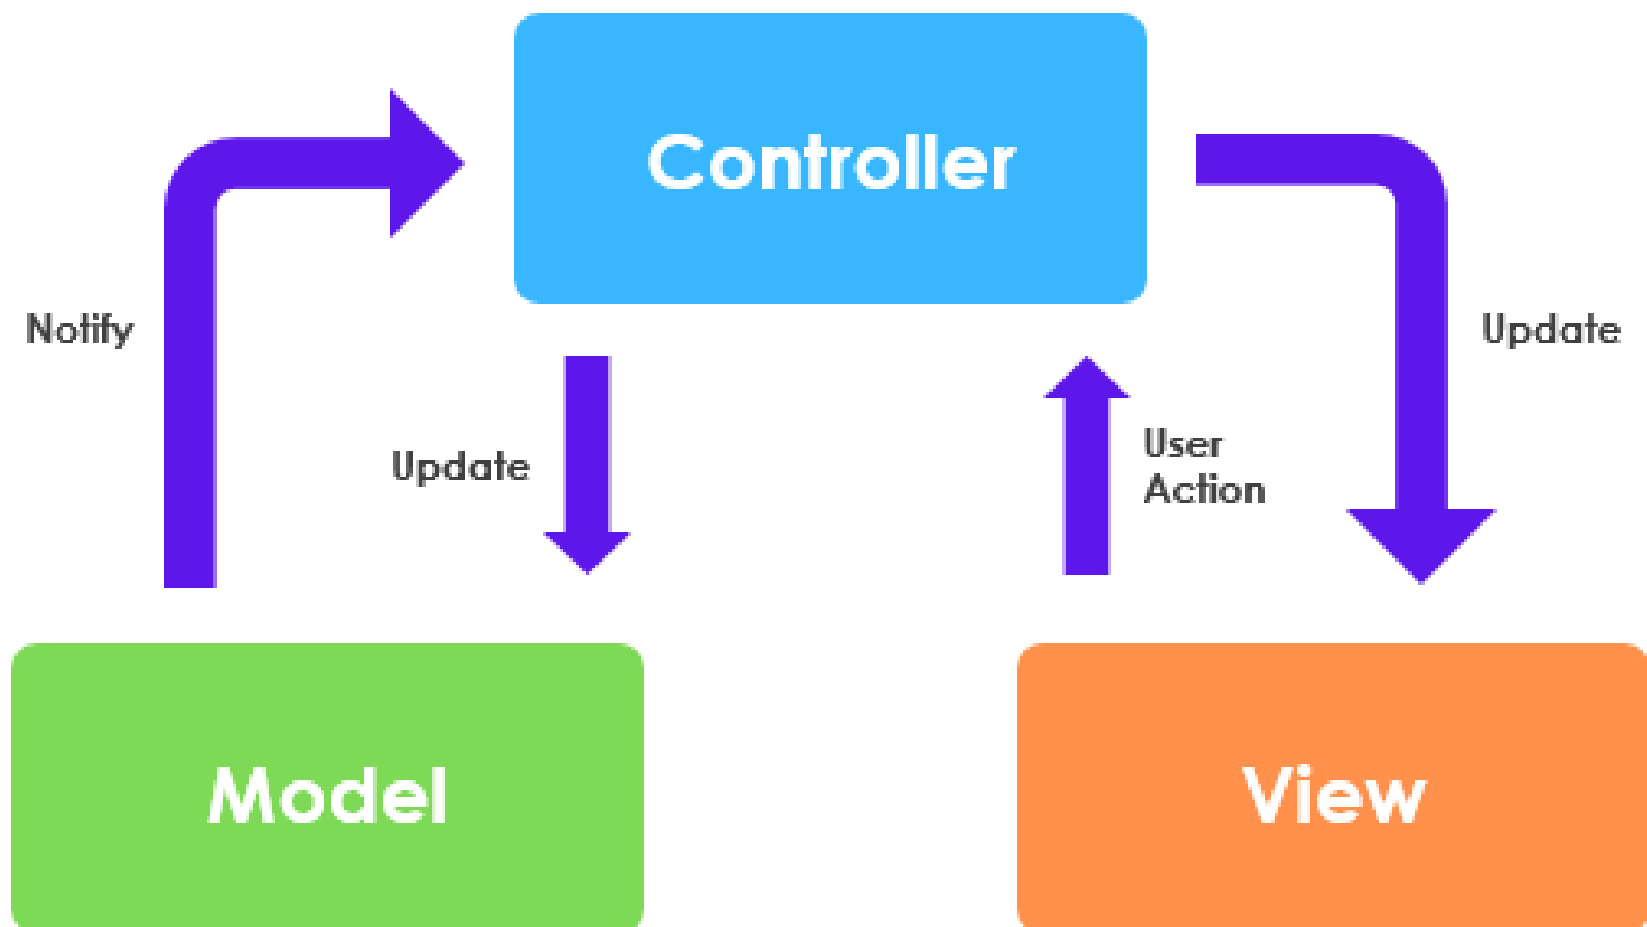 Controller
Notify
Update
Update
User
Action
Model
View